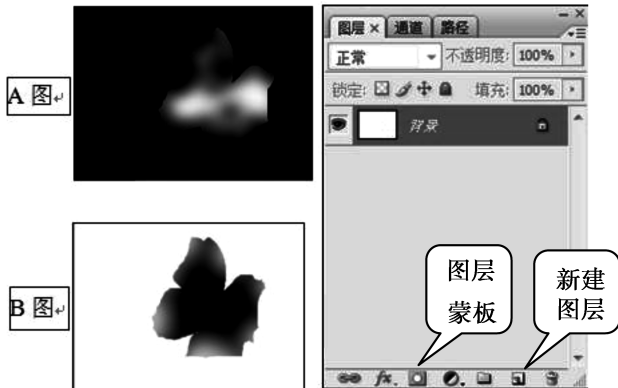 A 图
B 图
图层 × 通道 路径
正常 不透明度: 100%
锁定: 填充: 100%
背景
图层
蒙板
新建
图层
fx.